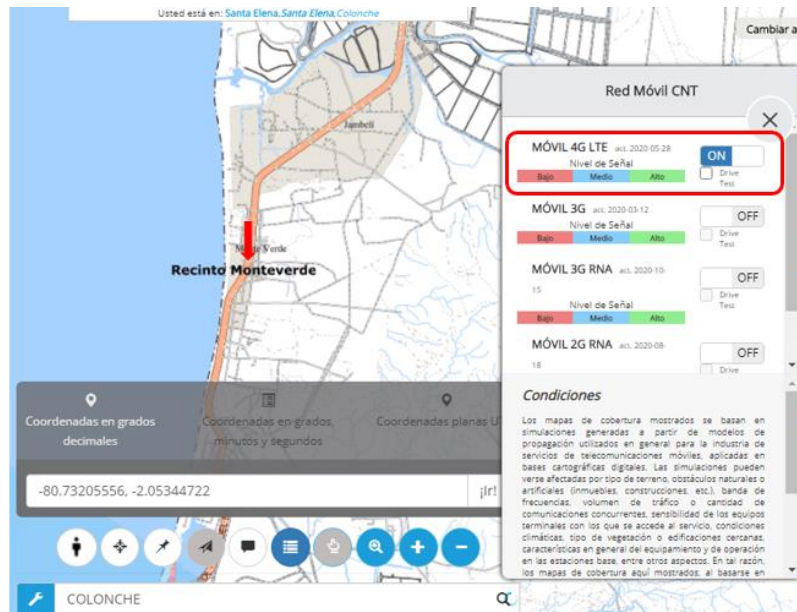 Usted está en: Santa Elena,Santa Elena,Colonche
Cambiar a
Jambelí
Monte Verde
Recinto Monteverde
Red Móvil CNT
MÓVIL 4G LTE act. 2020-05-28
ON
Nivel de Señal
Bajo Medio Alto
Drive
Test
MÓVIL 3G act. 2020-03-12
OFF
Nivel de Señal
Bajo Medio Alto
Drive
Test
MÓVIL 3G RNA act. 2020-10-
15
OFF
Nivel de Señal
Bajo Medio Alto
Drive
Test
MÓVIL 2G RNA act. 2020-08-
18
OFF
Drive
Condiciones
Los mapas de cobertura mostrados se basan en
simulaciones generadas a partir de modelos de
propagación utilizados en general para la industria de
servicios de telecomunicaciones móviles, aplicadas en
bases cartográficas digitales. Las simulaciones pueden
verse afectadas por tipo de terreno, obstáculos naturales o
artificiales (inmuebles, construcciones, etc.), banda de
frecuencias, volumen de tráfico o cantidad de
comunicaciones concurrentes, sensibilidad de los equipos
terminales con los que se accede al servicio, condiciones
climáticas, tipo de vegetación o edificaciones cercanas,
características en general del equipamiento y de operación
en las estaciones base, entre otros aspectos. En tal razón,
los mapas de cobertura aquí mostrados, al basarse en
Coordenadas en grados
decimales
Coordenadas en grados,
minutos y segundos
Coordenadas planas U
-80.73205556, -2.05344722
¡Ir!
COLONCHE